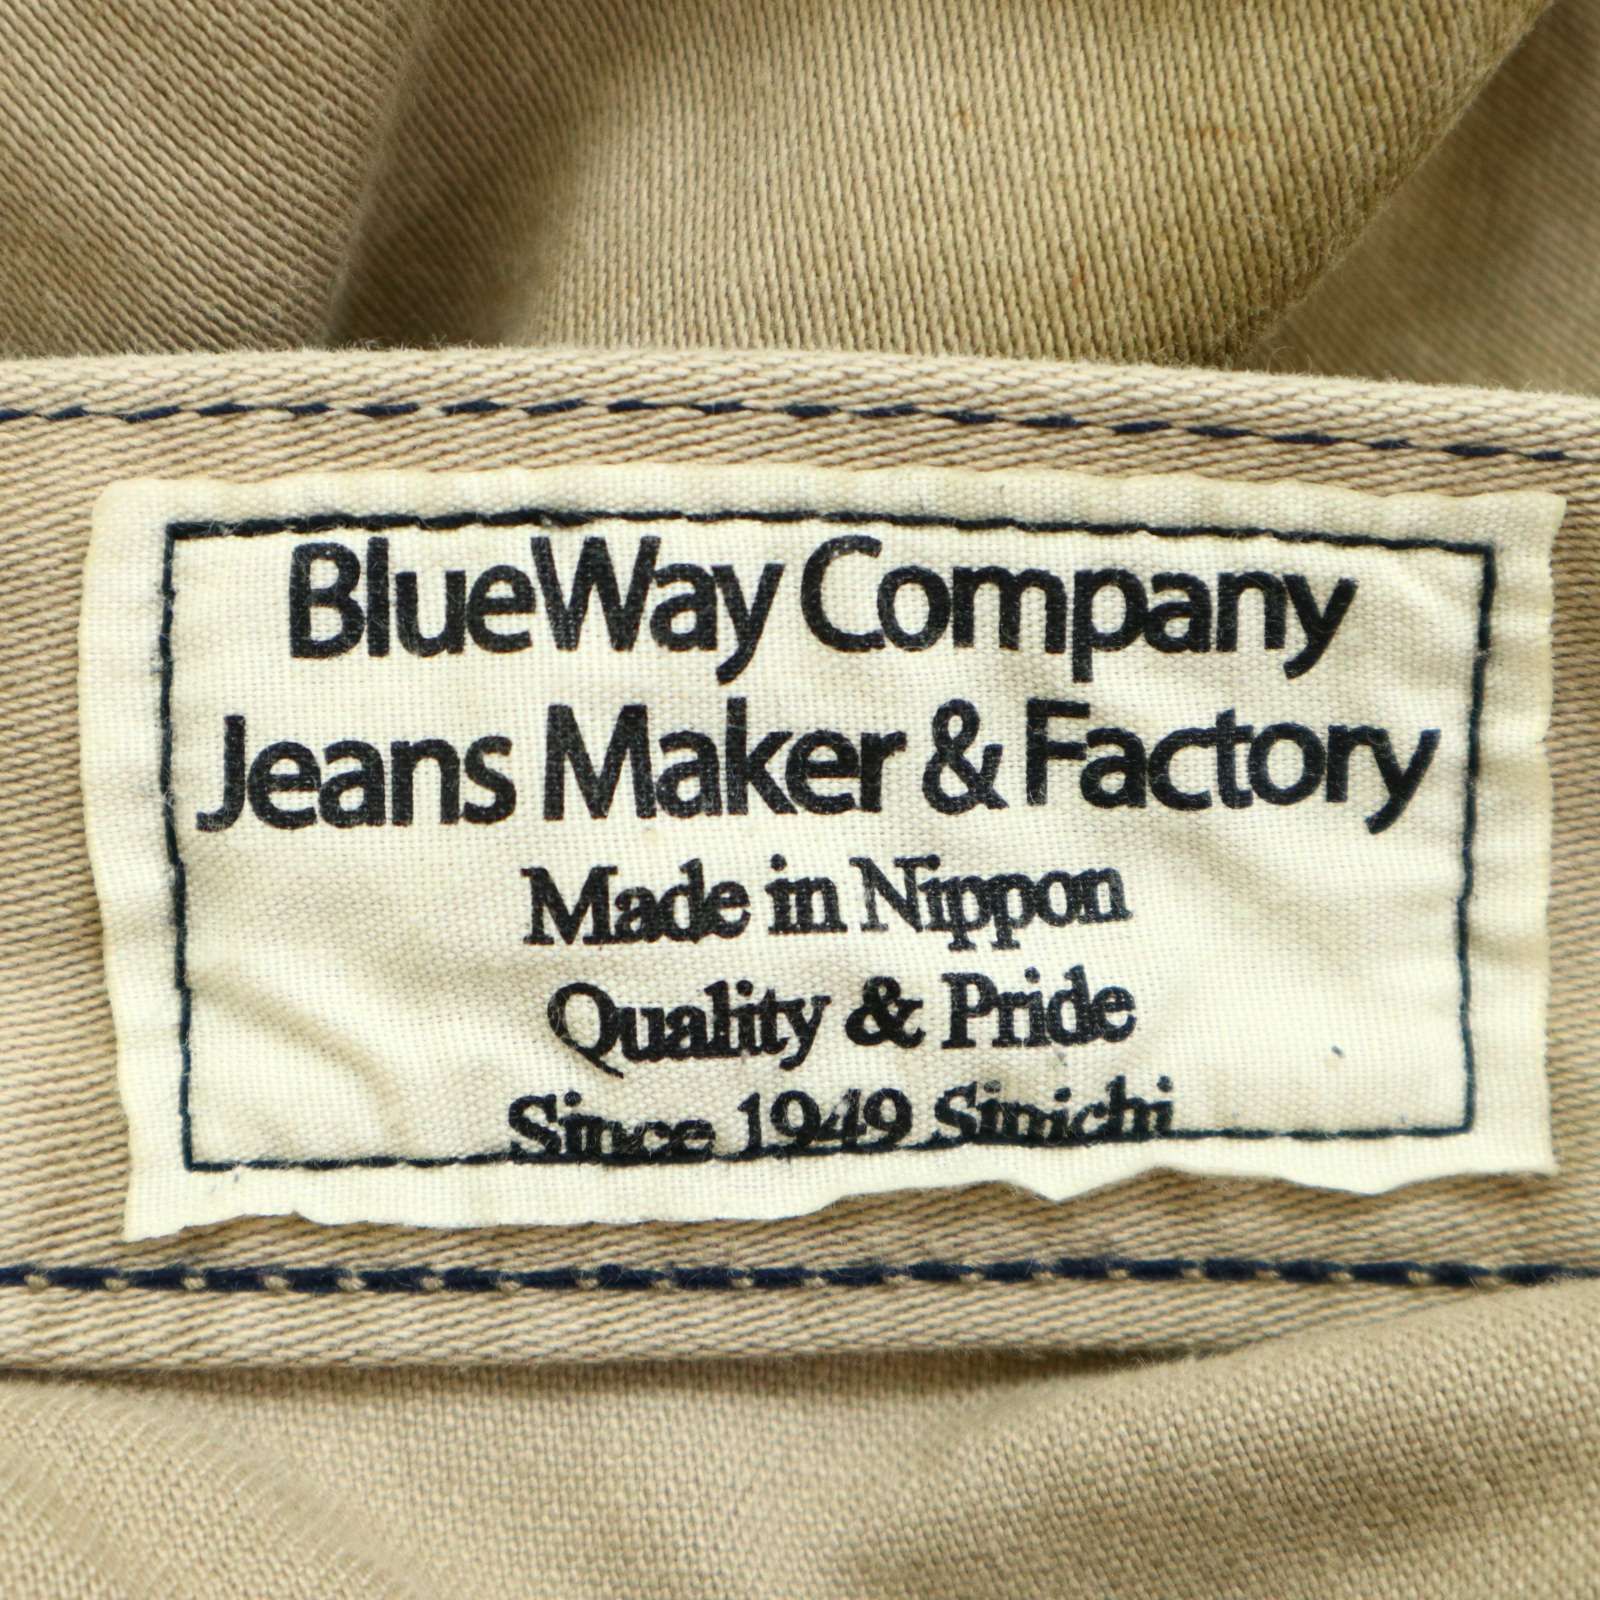 BlueWay Company
Jeans Maker & Factory
Made in Nippon
Quality & Pride
Since 1949 Sinichi